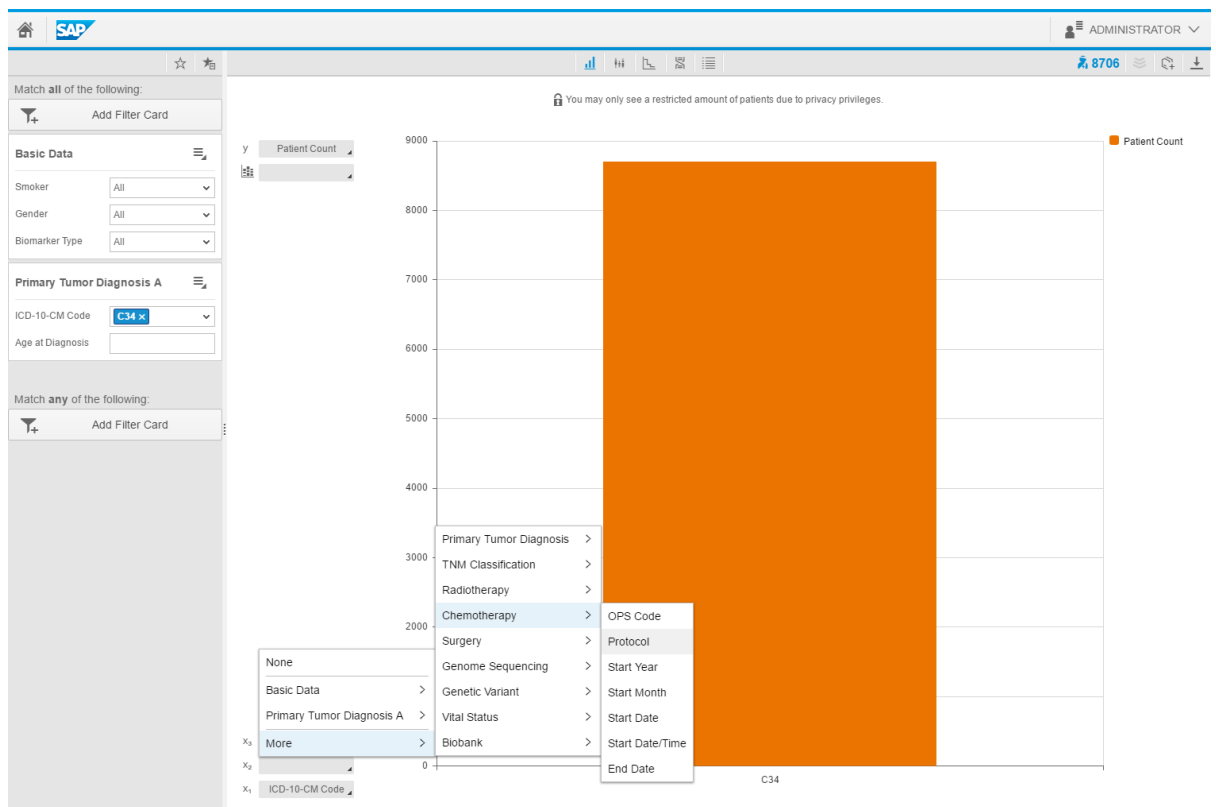 SAP
ADMINISTRATOR
8706
Match all of the following:
Add Filter Card
Basic Data
Smoker All
Gender All
Biomarker Type All
Primary Tumor Diagnosis A
ICD-10-CM Code C34 ×
Age at Diagnosis
Match any of the following:
Add Filter Card
You may only see a restricted amount of patients due to privacy privileges.
y Patient Count
Patient Count
9000
8000
7000
6000
5000
4000
3000
2000
0
C34
x₃
x₂
x₁ ICD-10-CM Code
None
Basic Data
Primary Tumor Diagnosis A
More
Primary Tumor Diagnosis
TNM Classification
Radiotherapy
Chemotherapy
Surgery
Genome Sequencing
Genetic Variant
Vital Status
Biobank
OPS Code
Protocol
Start Year
Start Month
Start Date
Start Date/Time
End Date